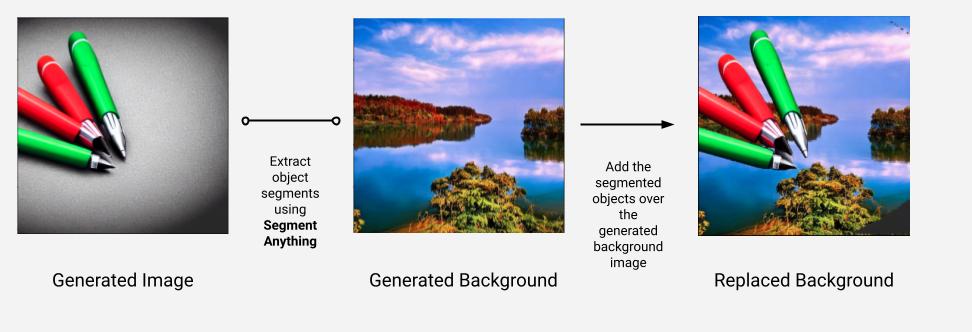 Extract
object
segments
using
Segment
Anything
Add the
segmented
objects over
the
generated
background
image
Generated Image
Generated Background
Replaced Background